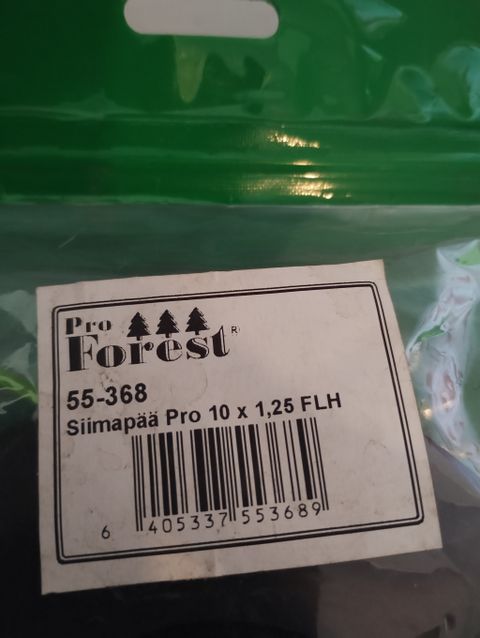 Pro
Forest®
55-368
Siimapää Pro 10 x 1,25 FLH
6 405337 553689